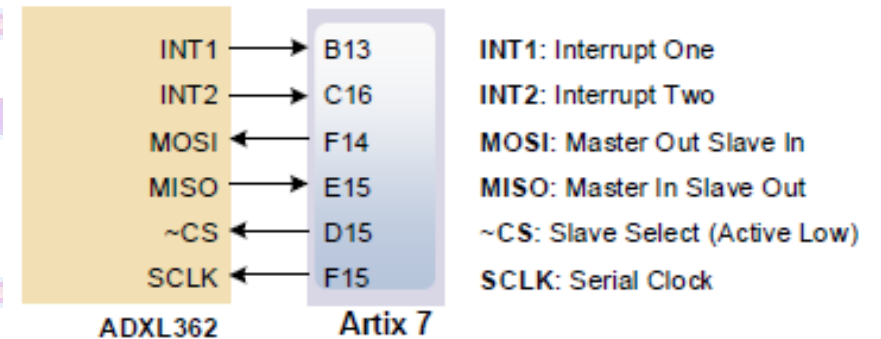 INT1 B13 INT1: Interrupt One
INT2 C16 INT2: Interrupt Two
MOSI F14 MOSI: Master Out Slave In
MISO E15 MISO: Master In Slave Out
~CS D15 ~CS: Slave Select (Active Low)
SCLK F15 SCLK: Serial Clock
ADXL362 Artix 7